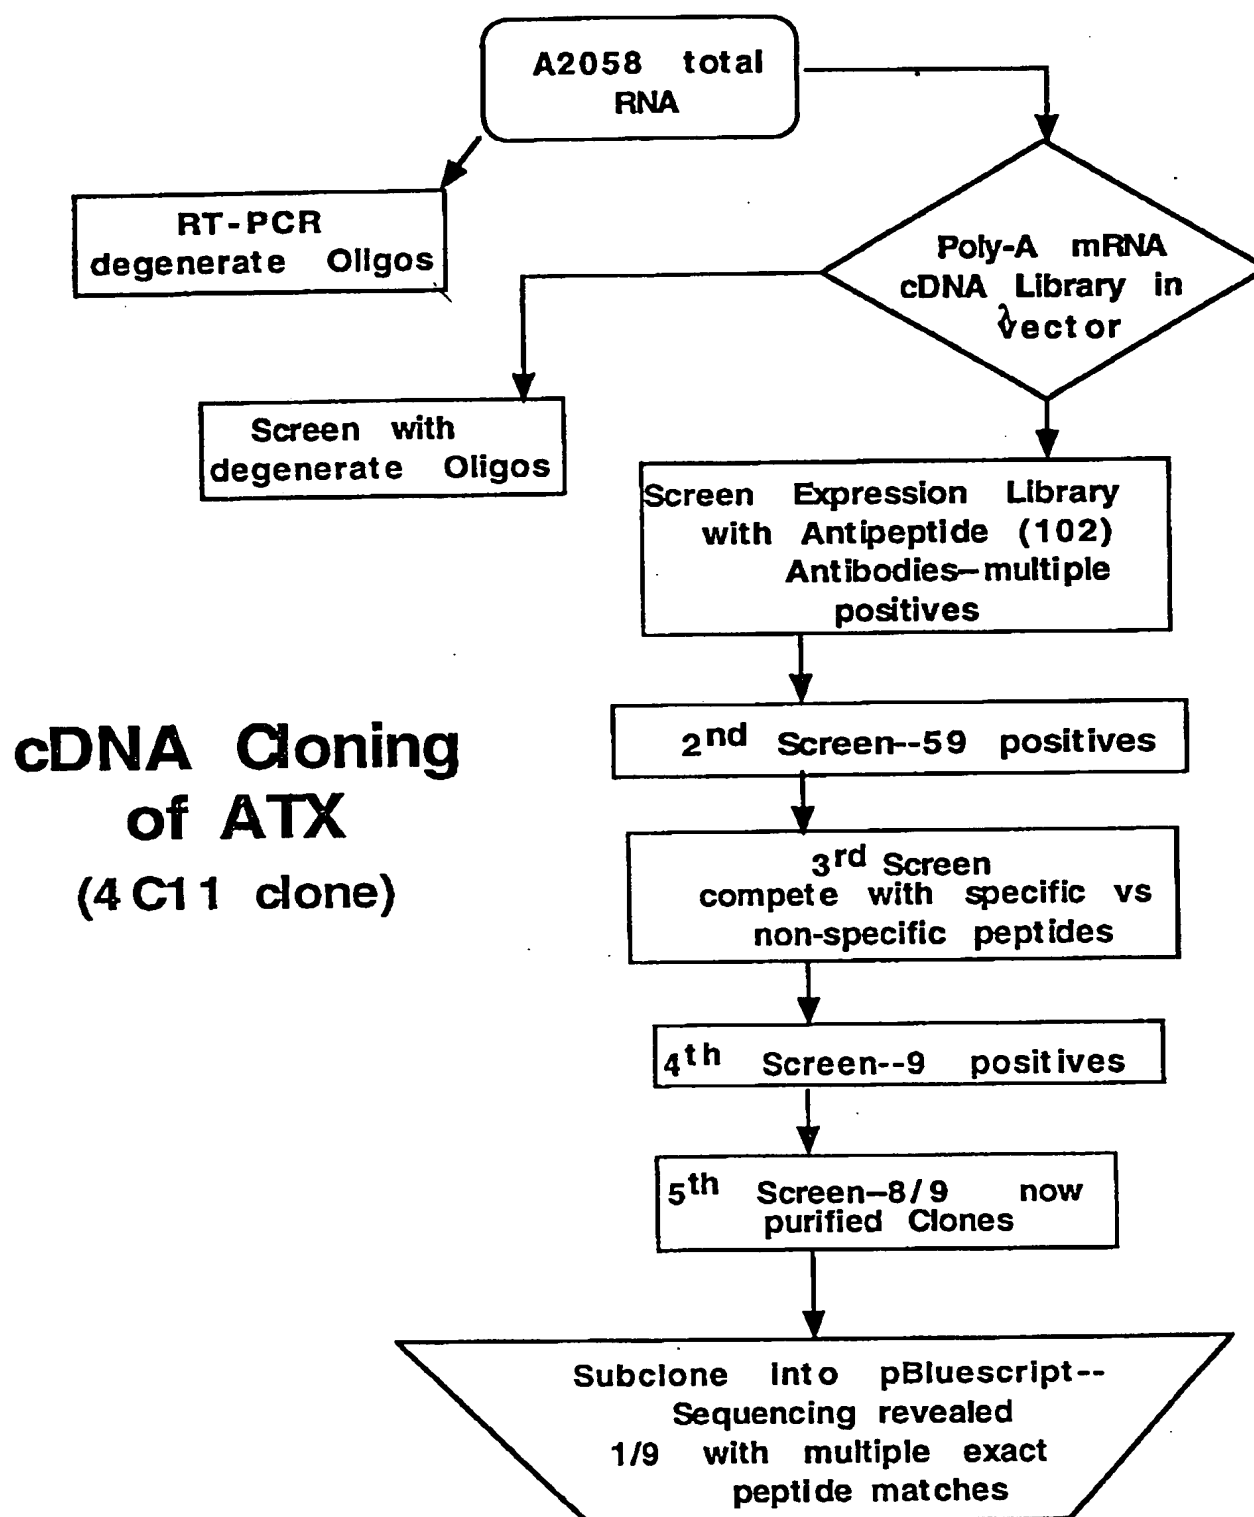 A2058 total
RNA
RT-PCR
degenerate Oligos
Poly-A mRNA
cDNA Library in
λ vector
Screen with
degenerate Oligos
Screen Expression Library
with Antipeptide (102)
Antibodies–multiple
positives
2nd Screen--59 positives
cDNA Cloning
of ATX
(4C11 clone)
3rd Screen
compete with specific vs
non-specific peptides
4th Screen--9 positives
5th Screen–8/9 now
purified Clones
Subclone into pBluescript--
Sequencing revealed
1/9 with multiple exact
peptide matches